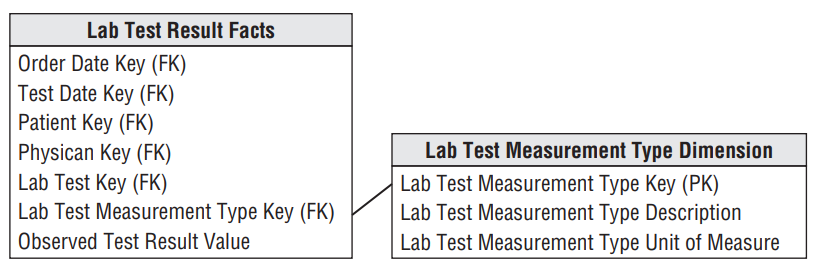 Lab Test Result Facts
Order Date Key (FK)
Test Date Key (FK)
Patient Key (FK)
Physican Key (FK)
Lab Test Key (FK)
Lab Test Measurement Type Key (FK)
Observed Test Result Value
Lab Test Measurement Type Dimension
Lab Test Measurement Type Key (PK)
Lab Test Measurement Type Description
Lab Test Measurement Type Unit of Measure